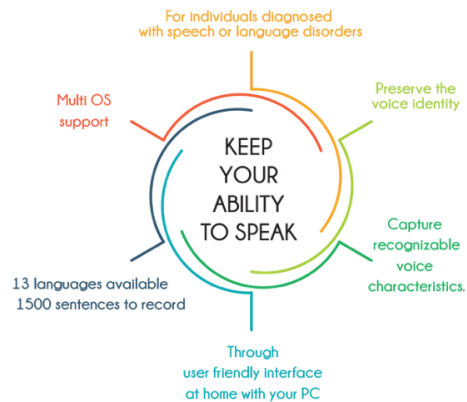 For individuals diagnosed
with speech or language disorders
Preserve the
voice identity
Multi OS
support
KEEP
YOUR
ABILITY
TO SPEAK
Capture
recognizable
voice
characteristics.
13 languages available
1500 sentences to record
Through
user friendly interface
at home with your PC